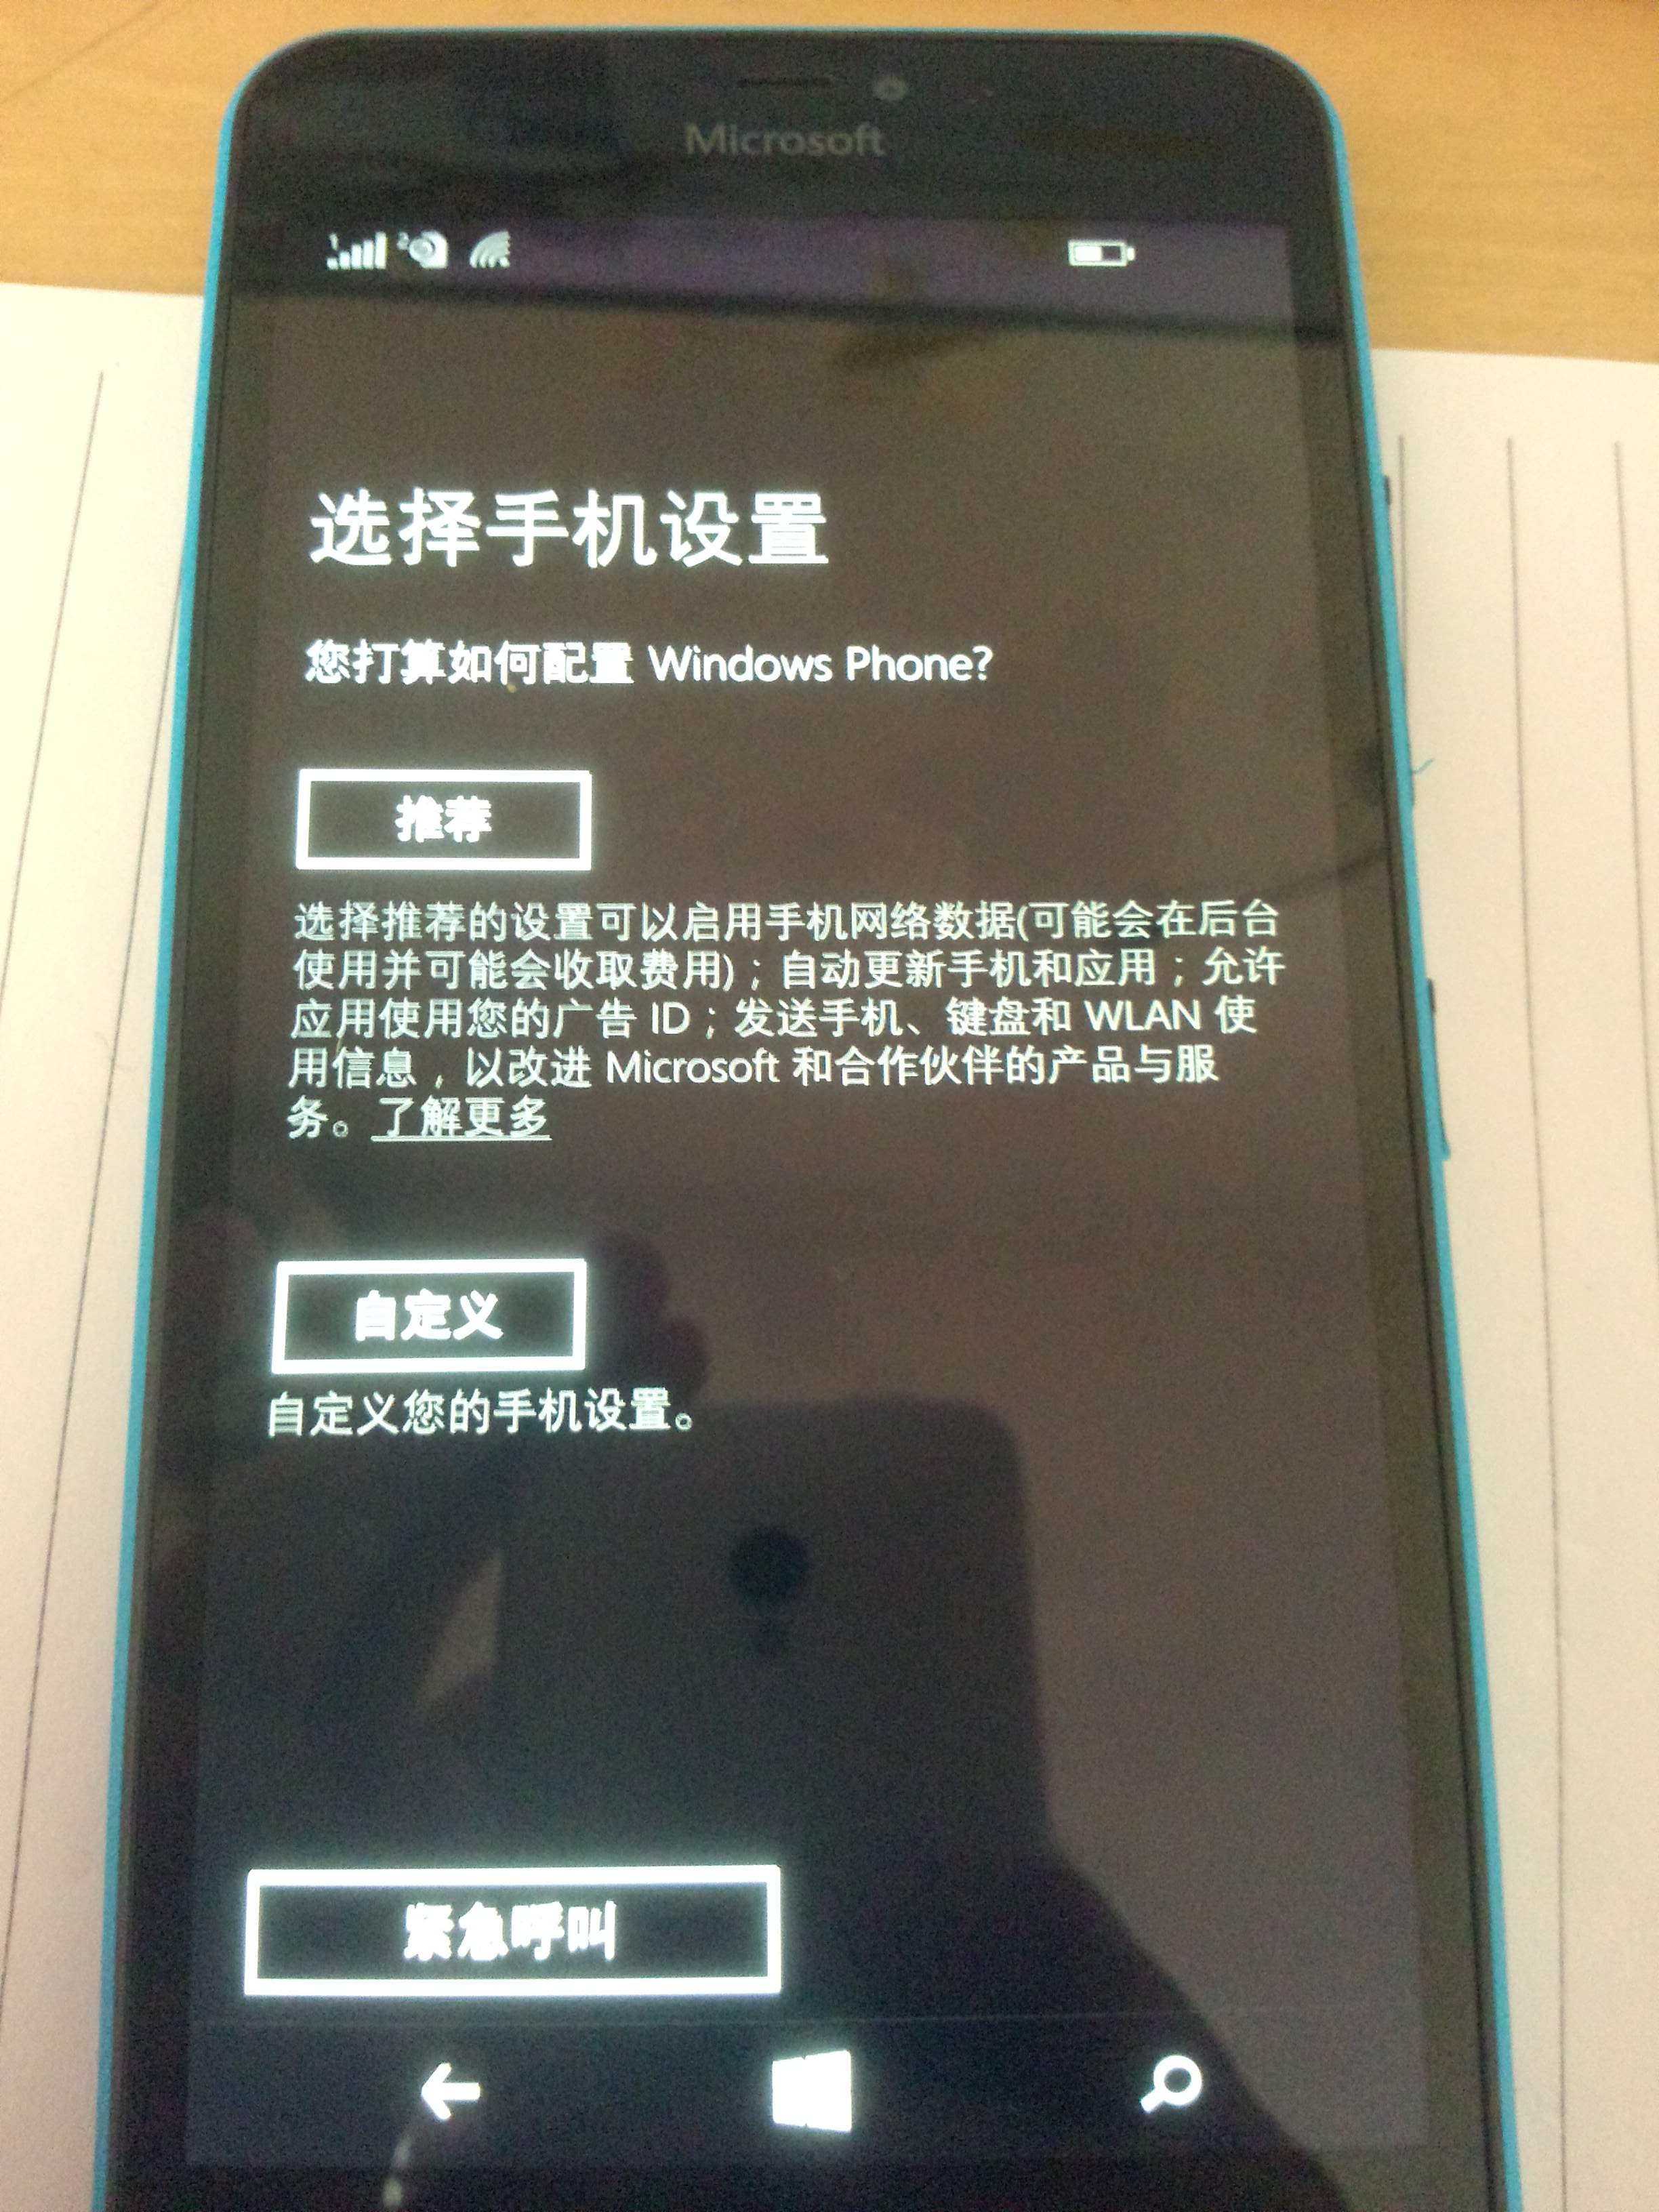 Microsoft
1 2
选择手机设置
您打算如何配置 Windows Phone?
推荐
选择推荐的设置可以启用手机网络数据(可能会在后台
使用并可能会收取费用)；自动更新手机和应用；允许
应用使用您的广告 ID；发送手机、键盘和 WLAN 使
用信息，以改进 Microsoft 和合作伙伴的产品与服
务。了解更多
自定义
自定义您的手机设置。
紧急呼叫